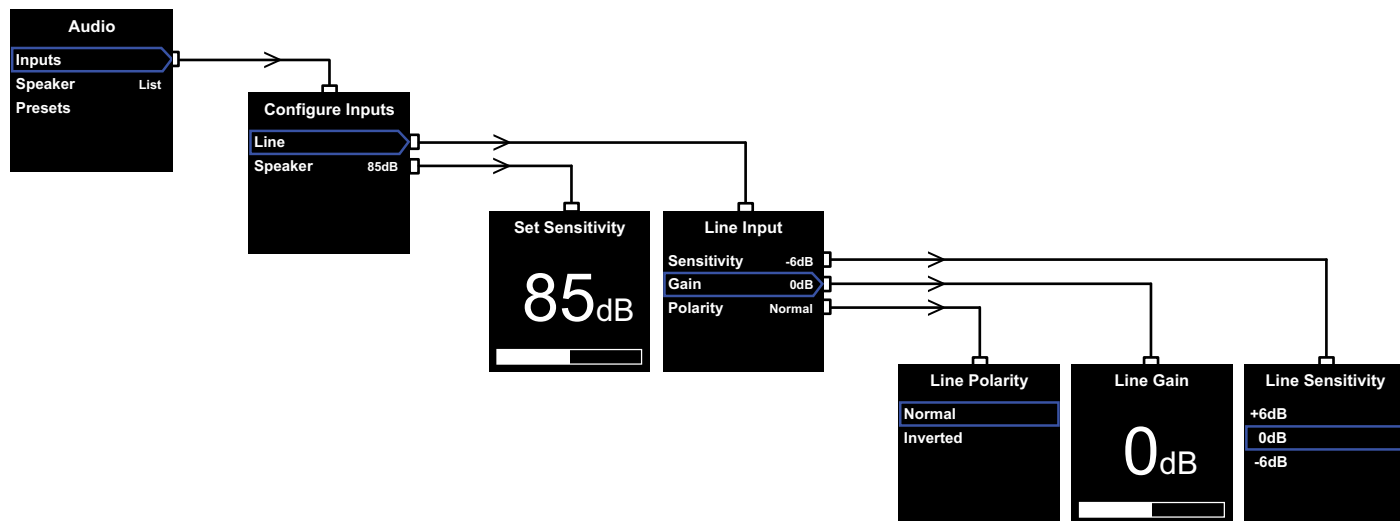 Audio
Inputs
Speaker List
Presets
Configure Inputs
Line
Speaker 85dB
Set Sensitivity
85dB
Line Input
Sensitivity -6dB
Gain 0dB
Polarity Normal
Line Polarity
Normal
Inverted
Line Gain
0dB
Line Sensitivity
+6dB
0dB
-6dB